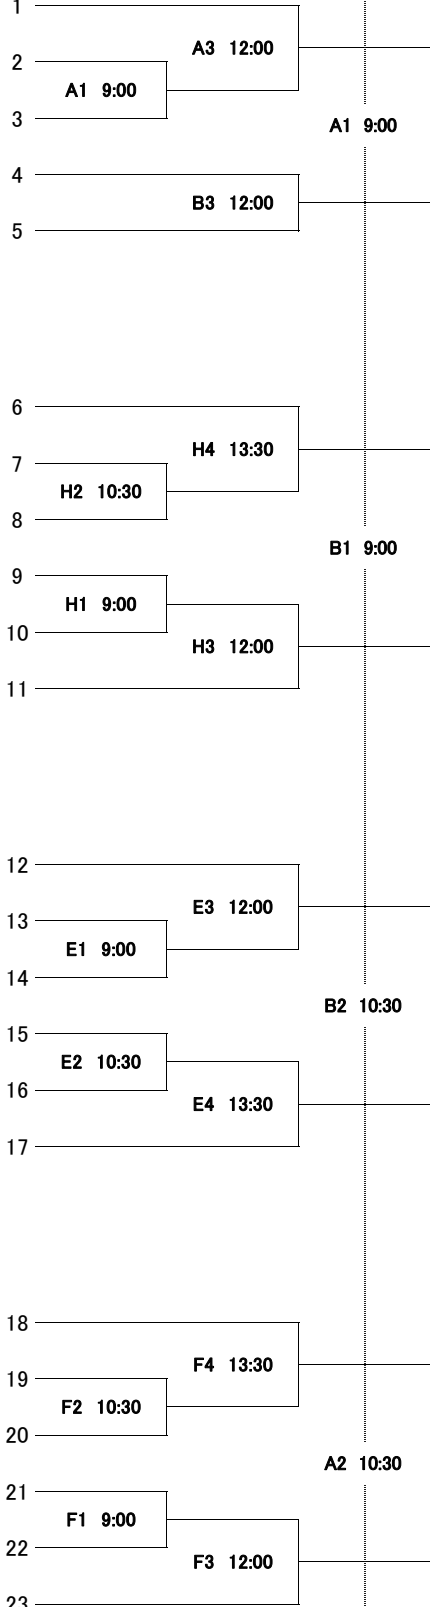 1
A3 12:00
2
A1 9:00
3
A1 9:00
4
B3 12:00
5
6
H4 13:30
7
H2 10:30
8
B1 9:00
9
H1 9:00
10
H3 12:00
11
12
E3 12:00
13
E1 9:00
14
B2 10:30
15
E2 10:30
16
E4 13:30
17
18
F4 13:30
19
F2 10:30
20
A2 10:30
21
F1 9:00
22
F3 12:00
23